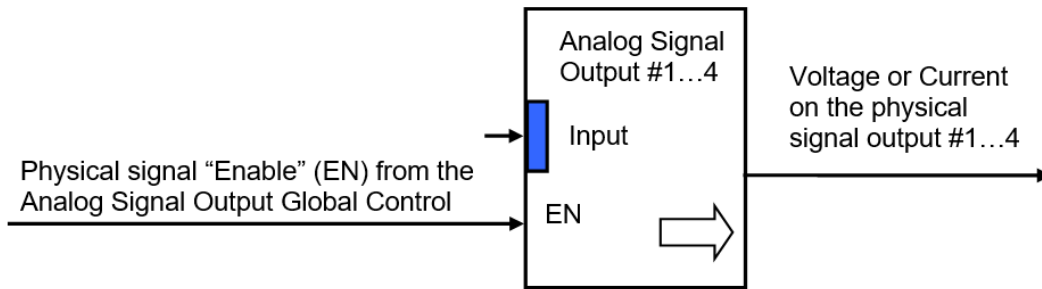 Analog Signal
Output #1…4
Voltage or Current
on the physical
signal output #1…4
Input
Physical signal “Enable” (EN) from the
Analog Signal Output Global Control
EN